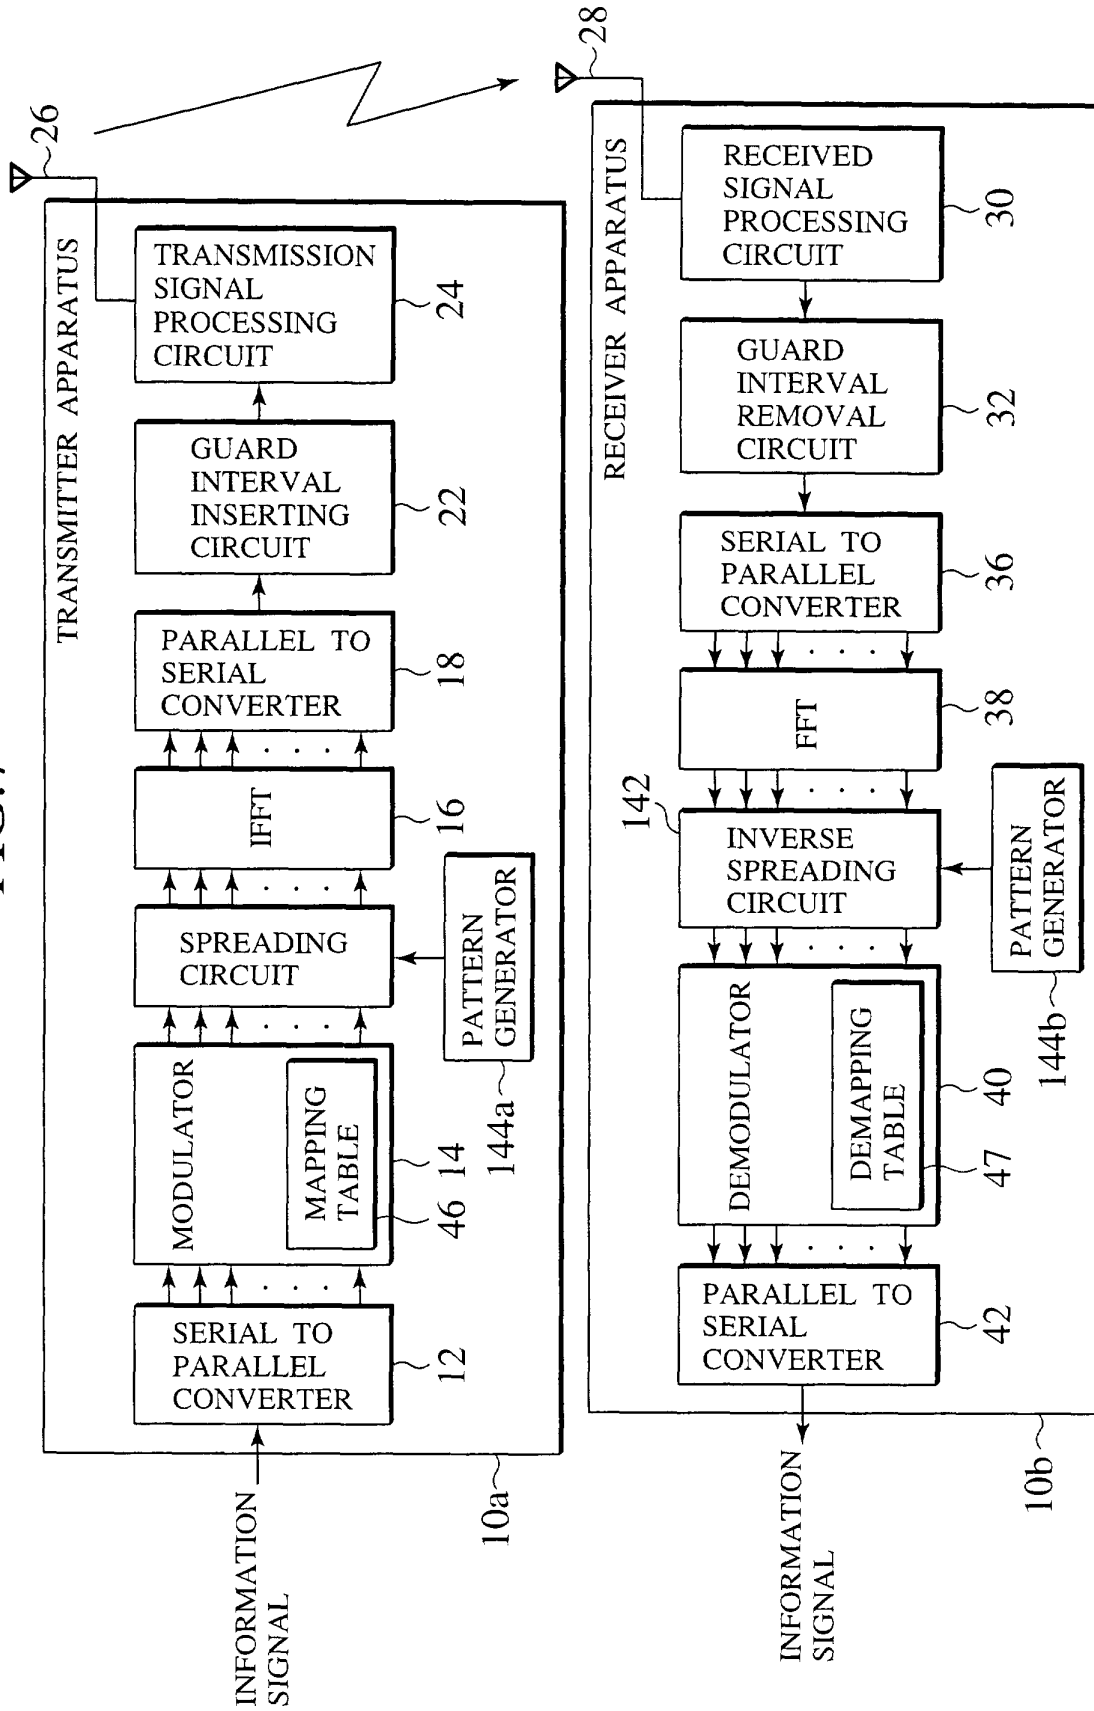 TRANSMITTER APPARATUS
26
INFORMATION
SIGNAL
SERIAL TO
PARALLEL
CONVERTER
12
MODULATOR
MAPPING
TABLE
46
14
SPREADING
CIRCUIT
PATTERN
GENERATOR
144a
IFFT
16
PARALLEL TO
SERIAL
CONVERTER
18
GUARD
INTERVAL
INSERTING
CIRCUIT
22
TRANSMISSION
SIGNAL
PROCESSING
CIRCUIT
24
10a
28
RECEIVER APPARATUS
RECEIVED
SIGNAL
PROCESSING
CIRCUIT
30
GUARD
INTERVAL
REMOVAL
CIRCUIT
32
SERIAL TO
PARALLEL
CONVERTER
36
FFT
38
142
INVERSE
SPREADING
CIRCUIT
PATTERN
GENERATOR
144b
DEMODULATOR
DEMAPPING
TABLE
47
40
PARALLEL TO
SERIAL
CONVERTER
42
INFORMATION
SIGNAL
10b